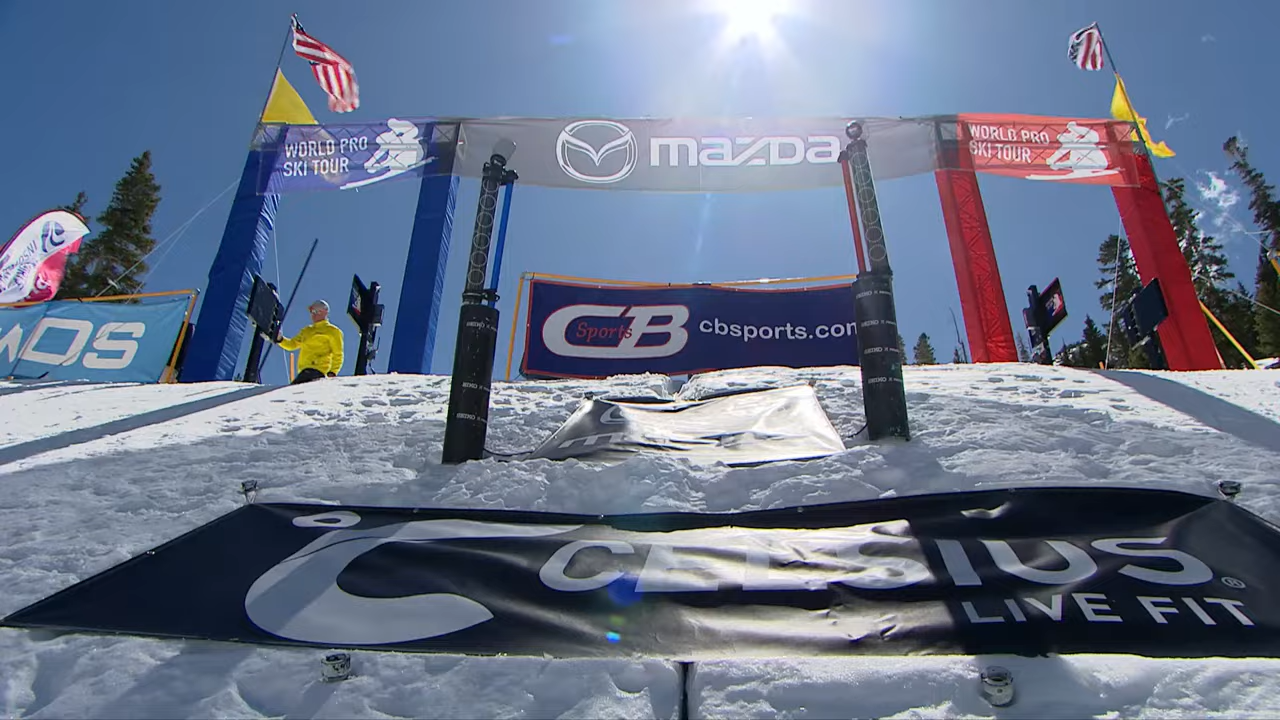 WORLD PRO
SKI TOUR
mazda
WORLD PRO
SKI TOUR
CB
Sports
cbsports.com
CELSIUS®
LIVE FIT